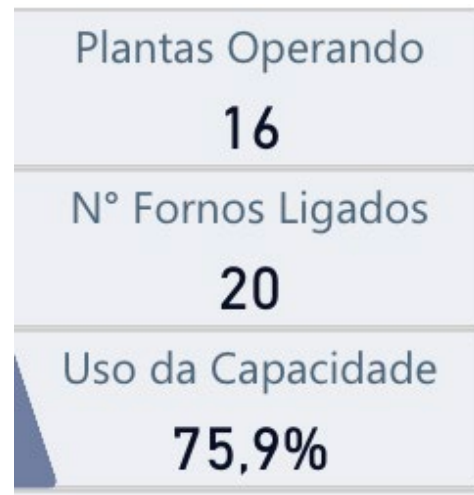 Plantas Operando
16
N° Fornos Ligados
20
Uso da Capacidade
75,9%